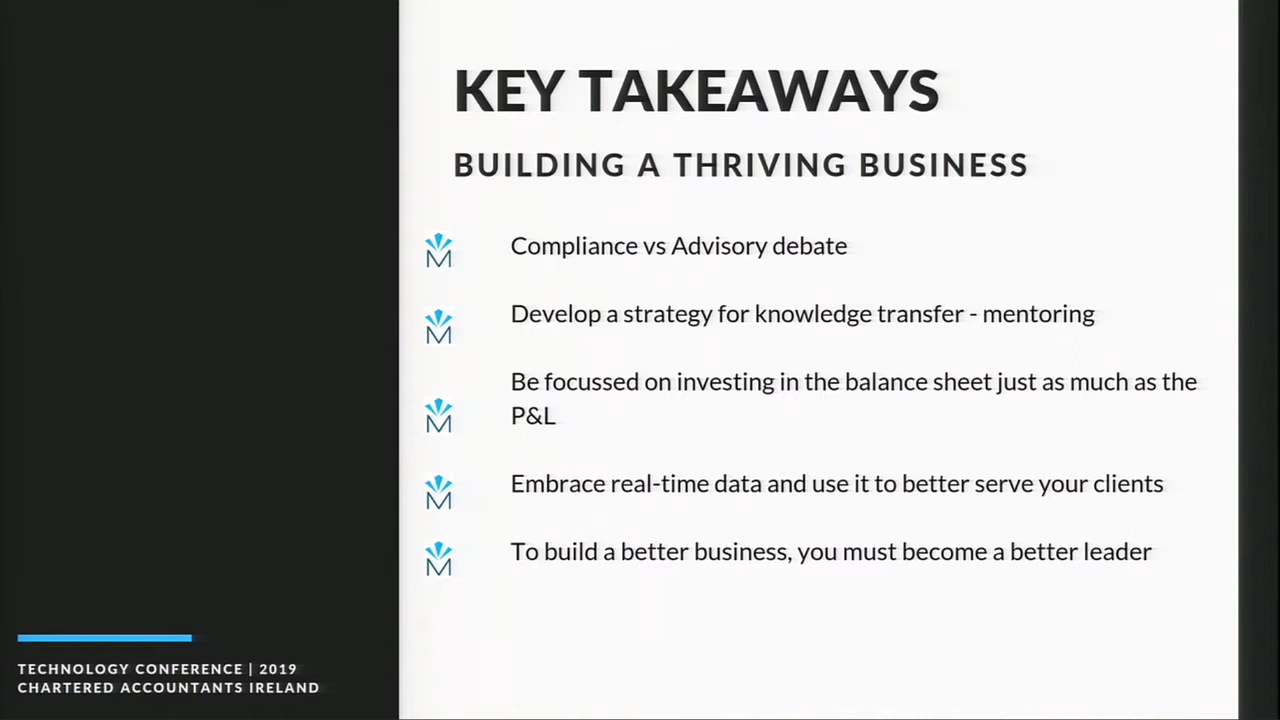 KEY TAKEAWAYS
BUILDING A THRIVING BUSINESS
Compliance vs Advisory debate
Develop a strategy for knowledge transfer - mentoring
Be focussed on investing in the balance sheet just as much as the
P&L
Embrace real-time data and use it to better serve your clients
To build a better business, you must become a better leader
TECHNOLOGY CONFERENCE | 2019
CHARTERED ACCOUNTANTS IRELAND